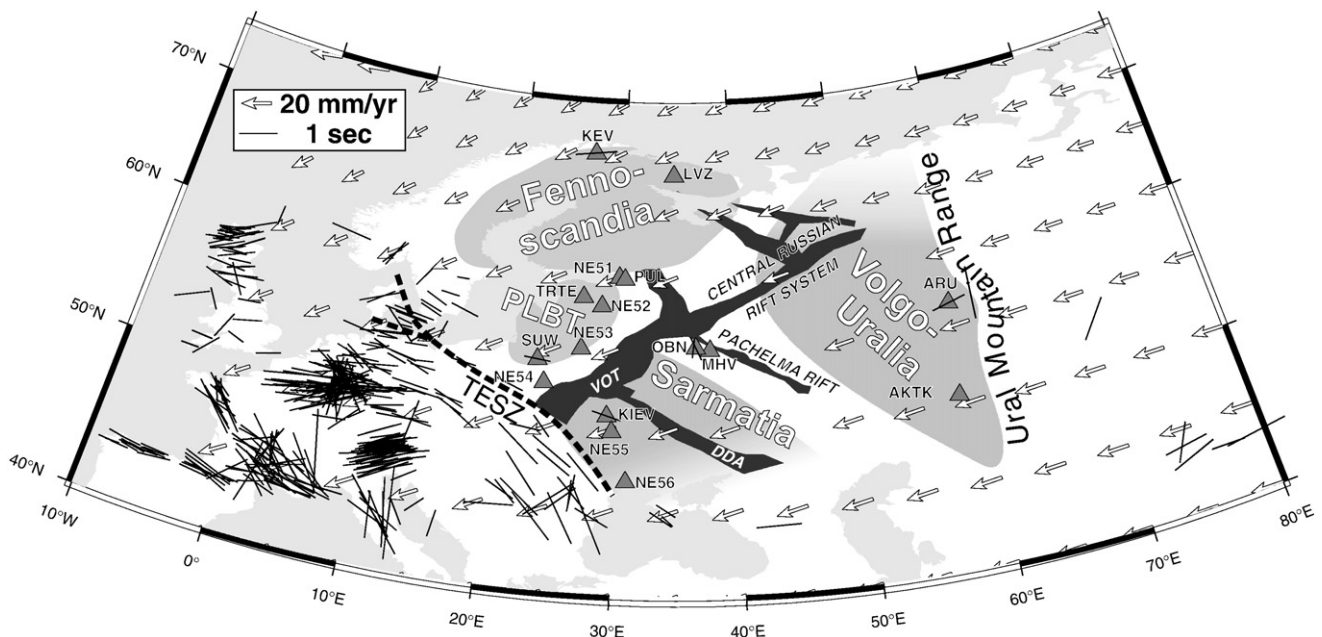 70°N
60°N
50°N
40°N
10°W
0°
10°E
20°E
30°E
40°E
50°E
60°E
70°E
80°E
20 mm/yr
1 sec
KEV
LVZ
Fenno-
scandia
NE51
PUL
TRTE
NE52
PLBT
SUW
NE53
NE54
TESZ
VOT
CENTRAL RUSSIAN
RIFT SYSTEM
OBN
MHV
PACHELMA RIFT
Sarmatia
KIEV
NE55
DDA
NE56
Volgo-
Uralia
ARU
AKTK
Ural Mountain Range